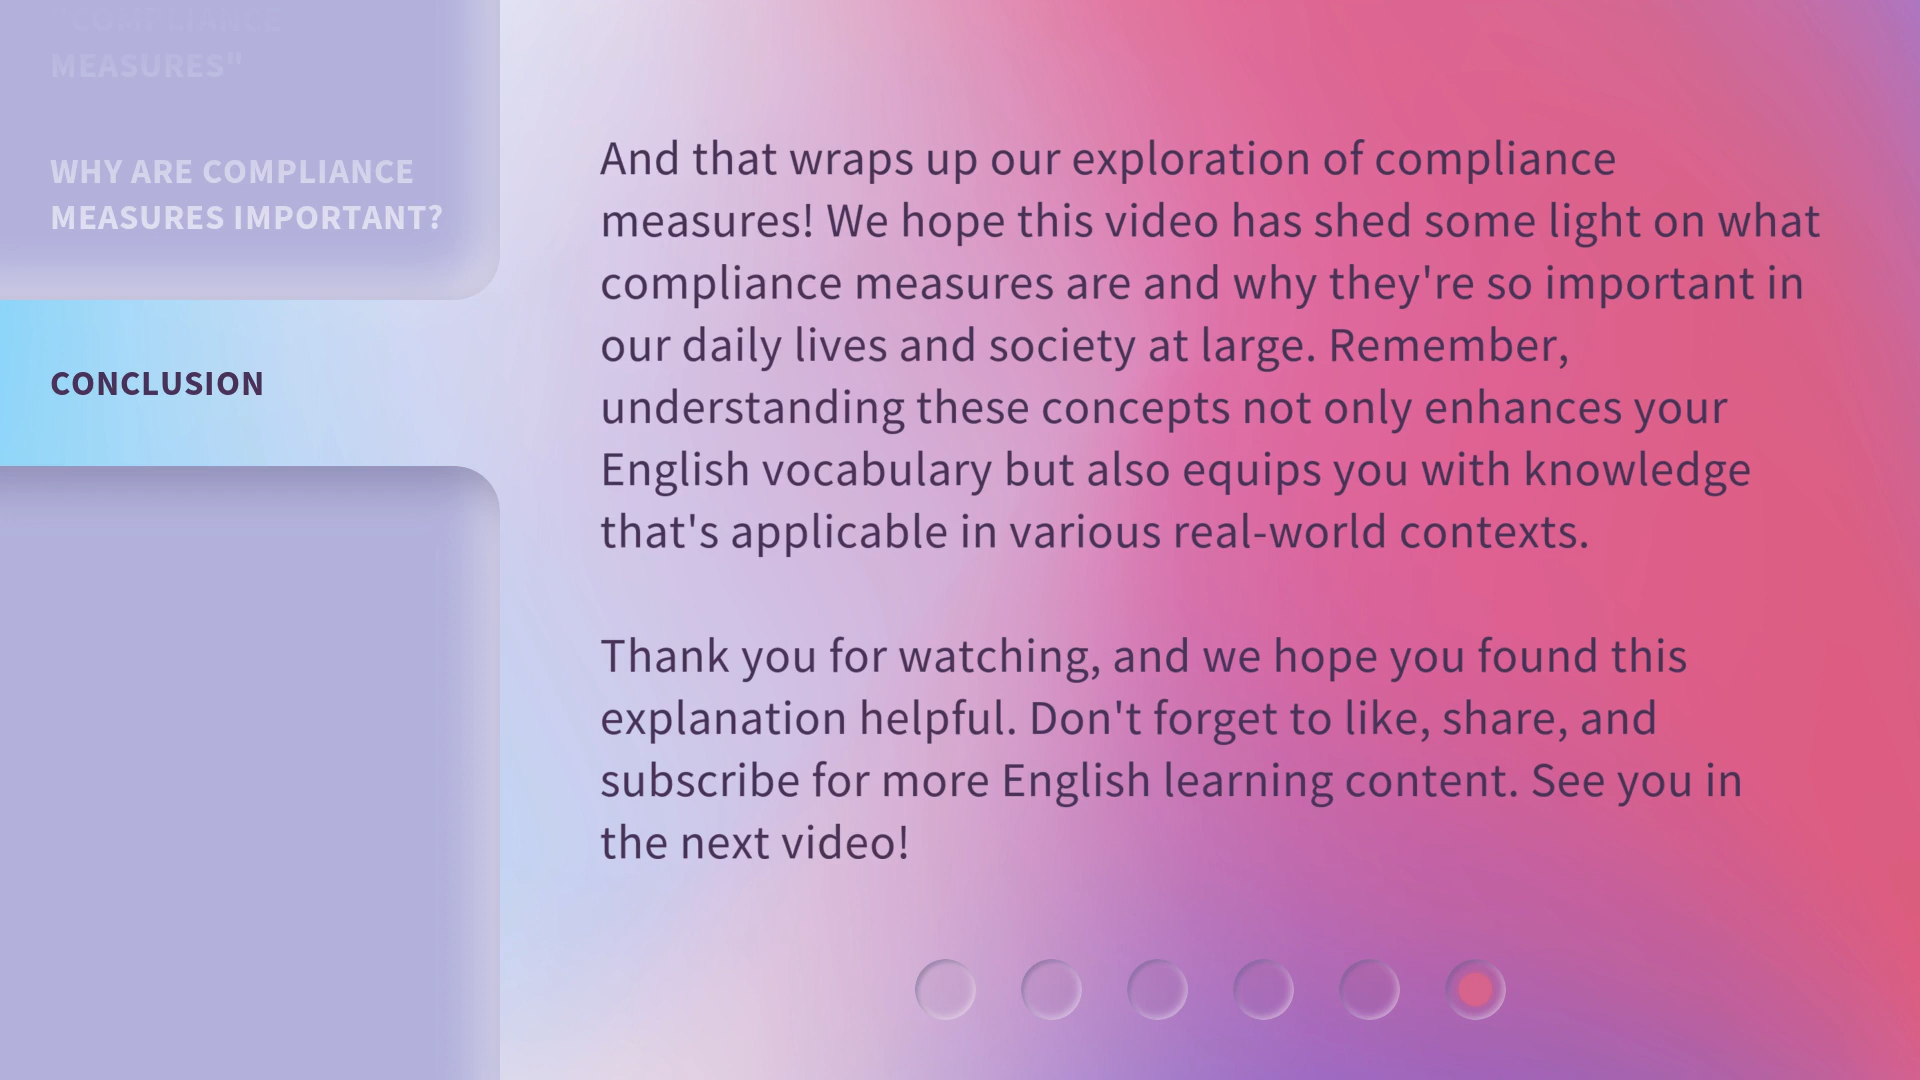 "COMPLIANCE
MEASURES"
WHY ARE COMPLIANCE
MEASURES IMPORTANT?
CONCLUSION
And that wraps up our exploration of compliance
measures! We hope this video has shed some light on what
compliance measures are and why they're so important in
our daily lives and society at large. Remember,
understanding these concepts not only enhances your
English vocabulary but also equips you with knowledge
that's applicable in various real-world contexts.
Thank you for watching, and we hope you found this
explanation helpful. Don't forget to like, share, and
subscribe for more English learning content. See you in
the next video!